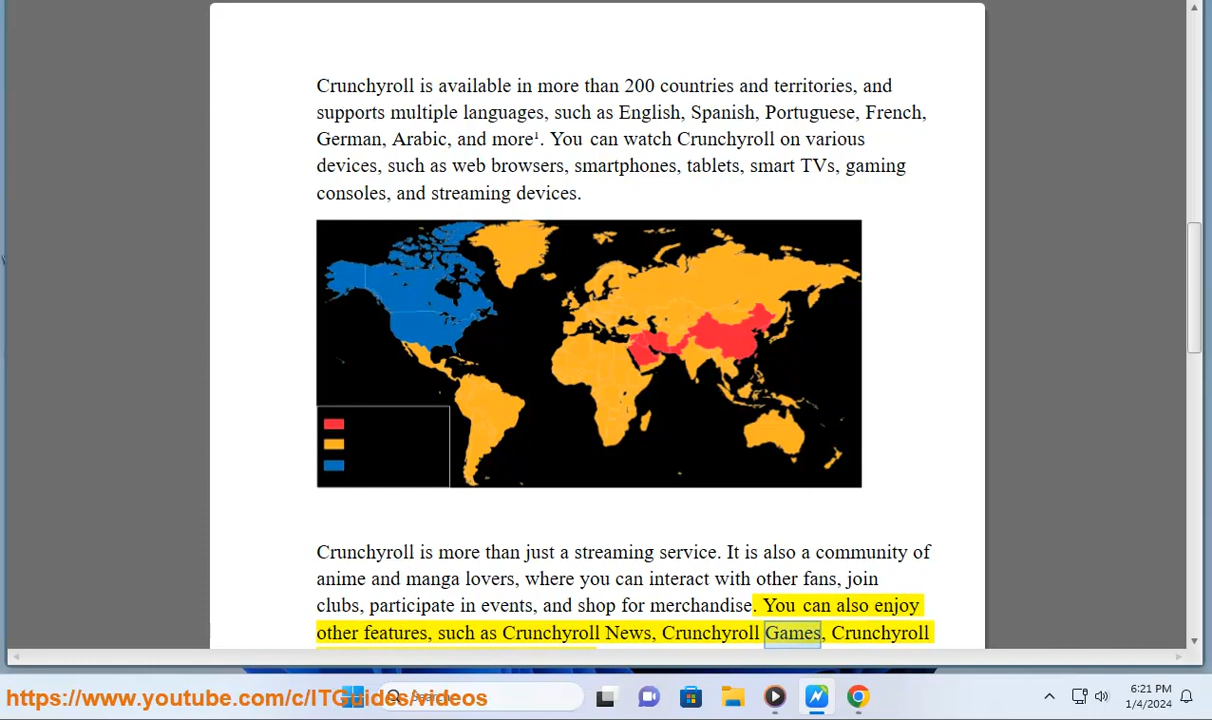 Crunchyroll is available in more than 200 countries and territories, and
supports multiple languages, such as English, Spanish, Portuguese, French,
German, Arabic, and more¹. You can watch Crunchyroll on various
devices, such as web browsers, smartphones, tablets, smart TVs, gaming
consoles, and streaming devices.
Crunchyroll is more than just a streaming service. It is also a community of
anime and manga lovers, where you can interact with other fans, join
clubs, participate in events, and shop for merchandise. You can also enjoy
other features, such as Crunchyroll News, Crunchyroll Games, Crunchyroll
https://www.youtube.com/c/ITGuides/videos
6:21 PM
1/4/2024